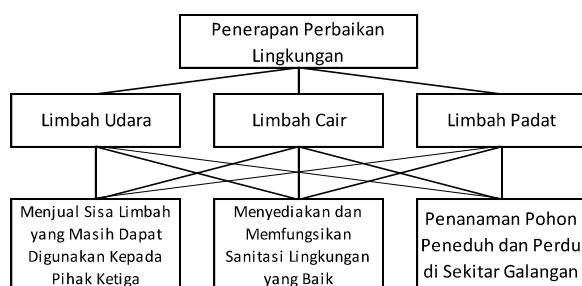 Penerapan Perbaikan
Lingkungan
Limbah Udara
Limbah Cair
Limbah Padat
Menjual Sisa Limbah
yang Masih Dapat
Digunakan Kepada
Pihak Ketiga
Menyediakan dan
Memfungsikan
Sanitasi Lingkungan
yang Baik
Penanaman Pohon
Peneduh dan Perdu
di Sekitar Galangan